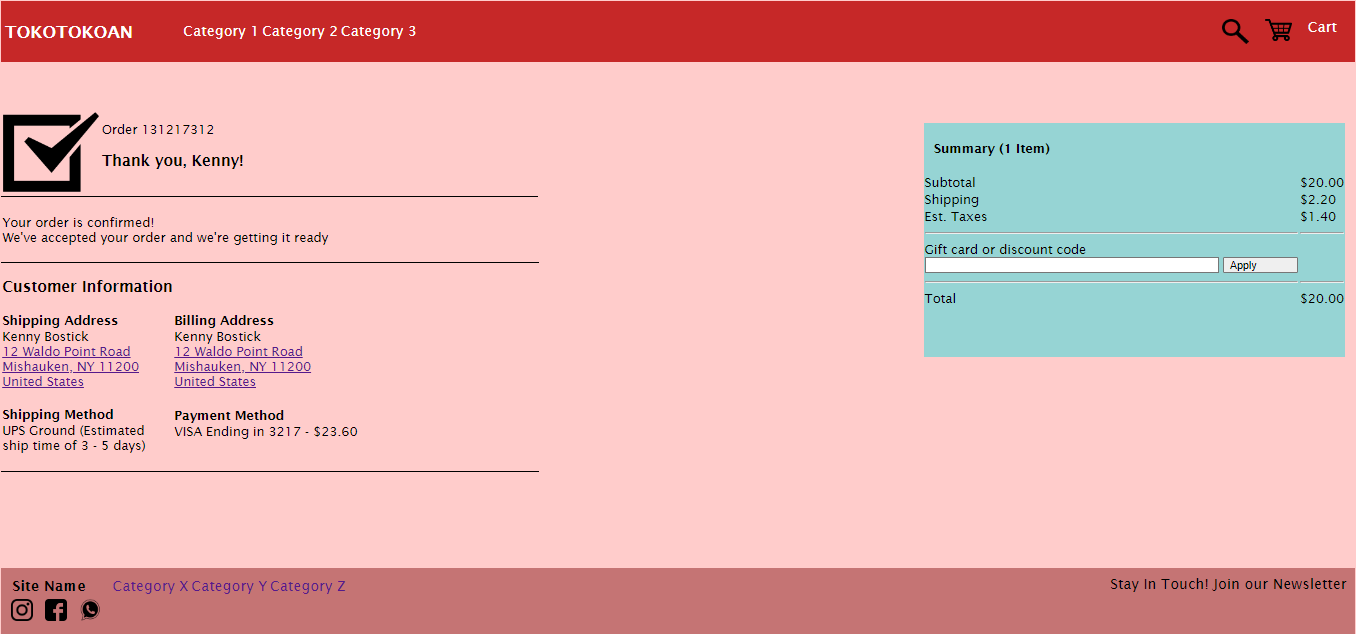 TOKOTOKOAN
Category 1 Category 2 Category 3
Cart
Order 131217312
Thank you, Kenny!
Your order is confirmed!
We've accepted your order and we're getting it ready
Customer Information
Shipping Address
Kenny Bostick
12 Waldo Point Road
Mishauken, NY 11200
United States
Billing Address
Kenny Bostick
12 Waldo Point Road
Mishauken, NY 11200
United States
Shipping Method
UPS Ground (Estimated
ship time of 3 - 5 days)
Payment Method
VISA Ending in 3217 - $23.60
Summary (1 Item)
Subtotal $20.00
Shipping $2.20
Est. Taxes $1.40
Gift card or discount code
Apply
Total $20.00
Site Name
Category X Category Y Category Z
Stay In Touch! Join our Newsletter